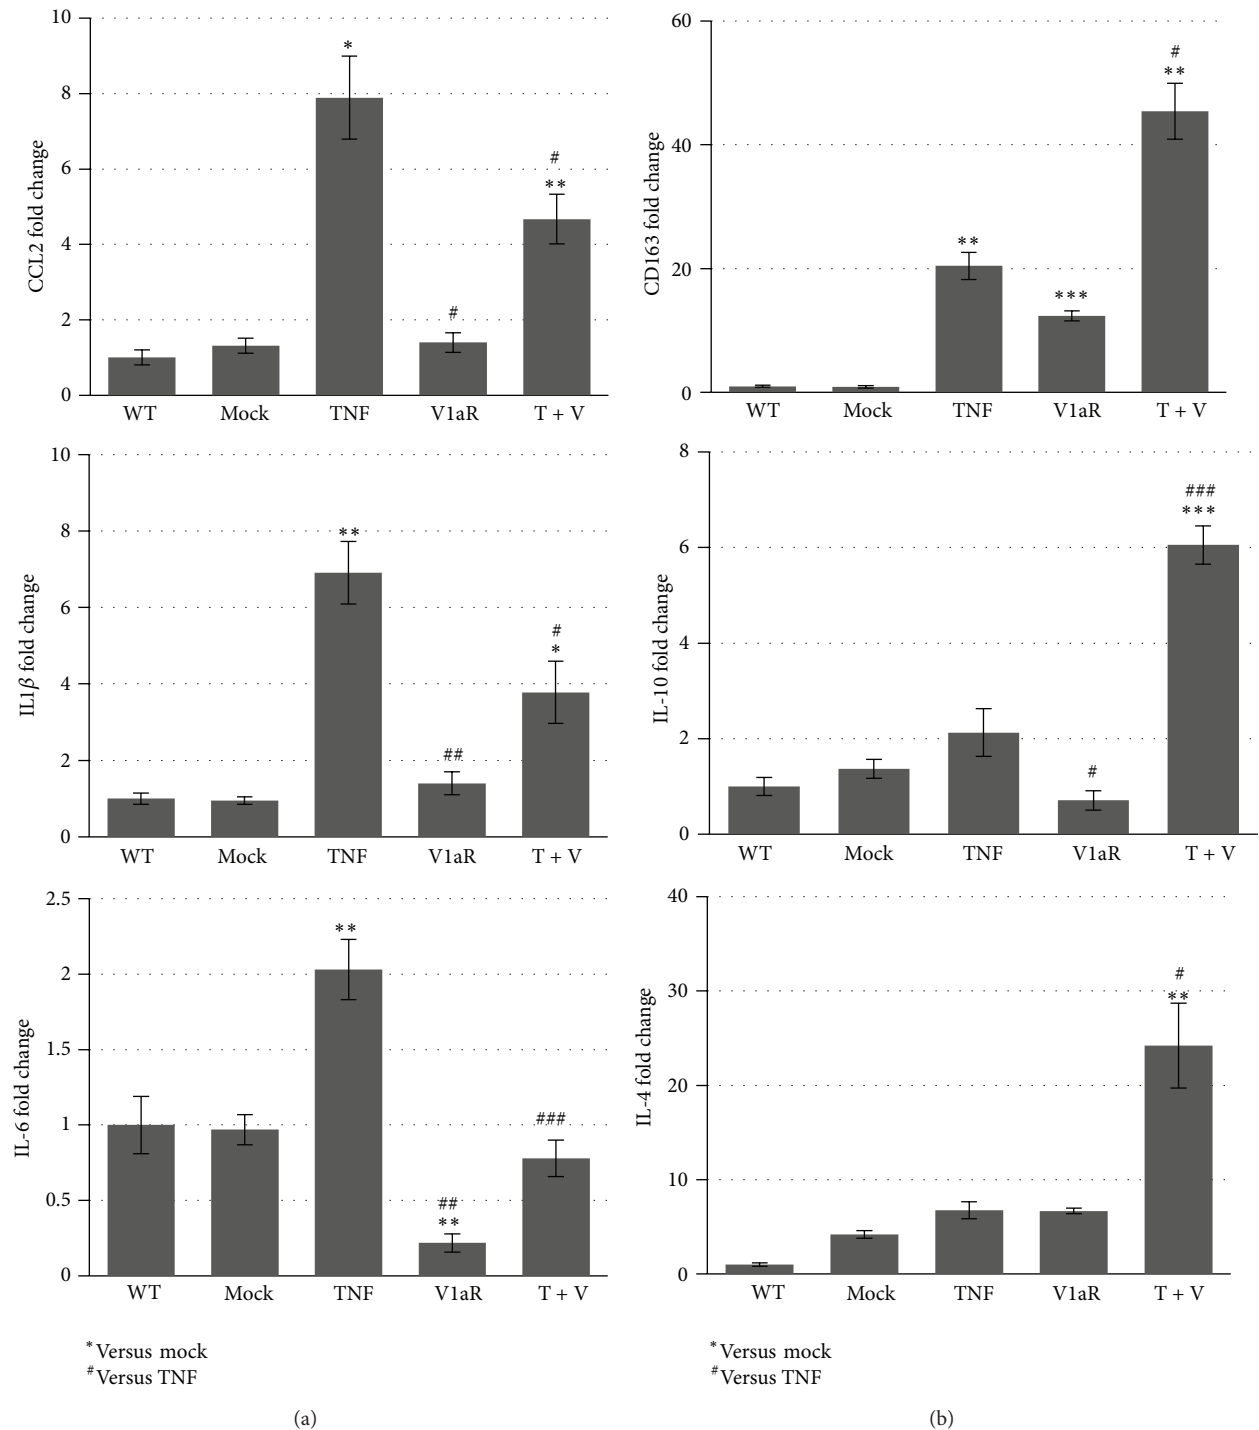 CCL2 fold change
10
8
6
4
2
0
*
#
#
**
WT Mock TNF V1aR T + V
CD163 fold change
60
40
20
0
**
***
#
**
WT Mock TNF V1aR T + V
IL1β fold change
10
8
6
4
2
0
**
##
#
*
WT Mock TNF V1aR T + V
IL-10 fold change
8
6
4
2
0
#
###
***
WT Mock TNF V1aR T + V
IL-6 fold change
2.5
2
1.5
1
0.5
0
**
##
**
###
WT Mock TNF V1aR T + V
IL-4 fold change
40
30
20
10
0
#
**
WT Mock TNF V1aR T + V
*Versus mock
#Versus TNF
(a)
*Versus mock
#Versus TNF
(b)